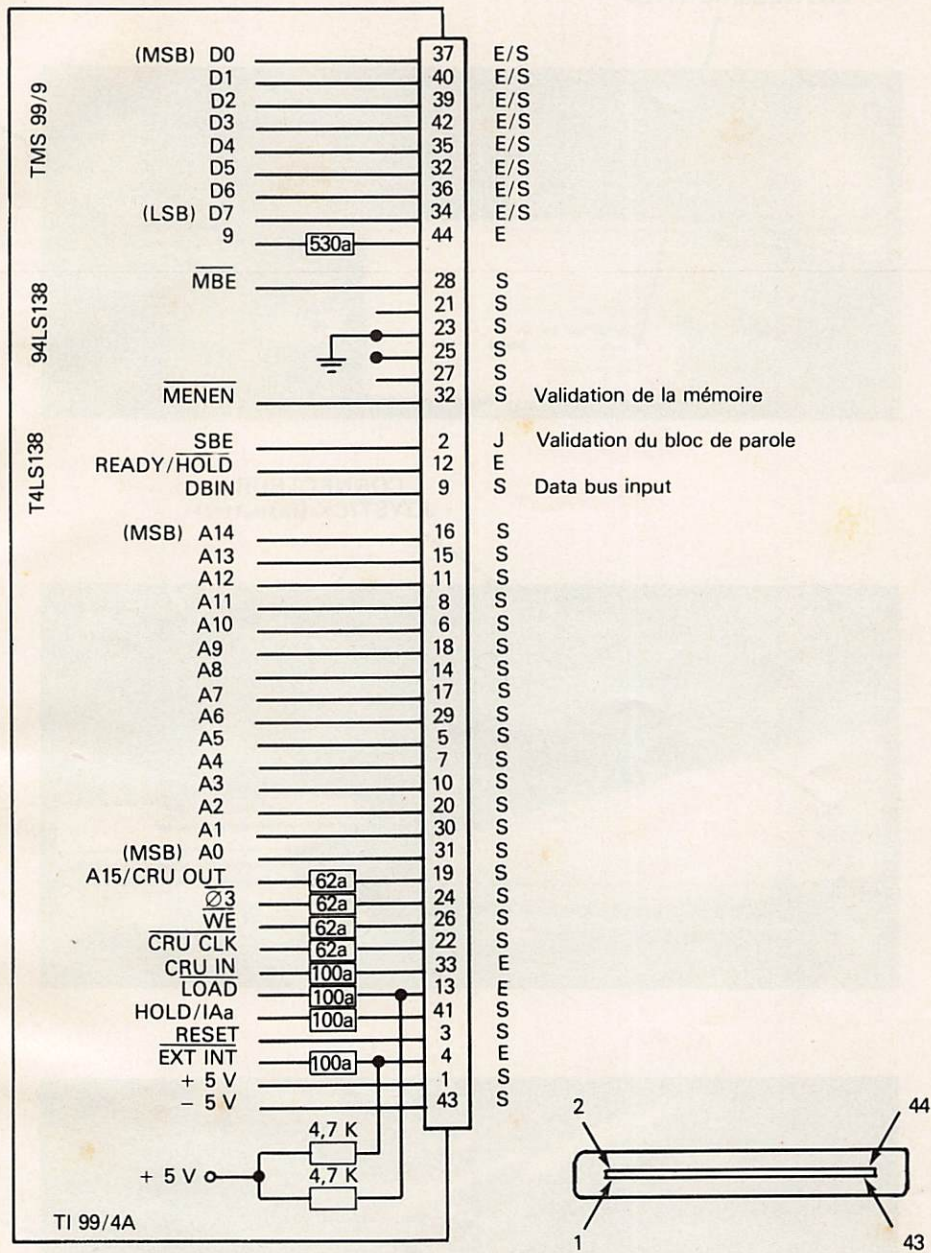 (MSB) D0 37 E/S
D1 40 E/S
D2 39 E/S
D3 42 E/S
D4 35 E/S
D5 32 E/S
D6 36 E/S
(LSB) D7 34 E/S
9 530a 44 E
TMS 99/9
MBE 28 S
21 S
23 S
25 S
27 S
MENEN 32 S Validation de la mémoire
94LS138
SBE 2 J Validation du bloc de parole
READY/HOLD 12 E
DBIN 9 S Data bus input
T4LS138
(MSB) A14 16 S
A13 15 S
A12 11 S
A11 8 S
A10 6 S
A9 18 S
A8 14 S
A7 17 S
A6 29 S
A5 5 S
A4 7 S
A3 10 S
A2 20 S
A1 30 S
(MSB) A0 31 S
A15/CRU OUT 62a 19 S
Ø3 62a 24 S
WE 62a 26 S
CRU CLK 62a 22 S
CRU IN 100a 33 E
LOAD 100a 13 E
HOLD/IAa 100a 41 S
RESET 3 S
EXT INT 100a 4 E
+ 5 V 1 S
− 5 V 43 S
4,7 K
+ 5 V 4,7 K
TI 99/4A
2 44
1 43